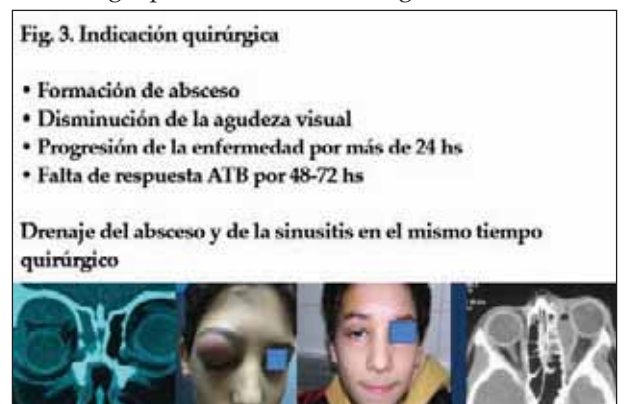 Fig. 3. Indicación quirúrgica
• Formación de absceso
• Disminución de la agudeza visual
• Progresión de la enfermedad por más de 24 hs
• Falta de respuesta ATB por 48-72 hs
Drenaje del absceso y de la sinusitis en el mismo tiempo
quirúrgico